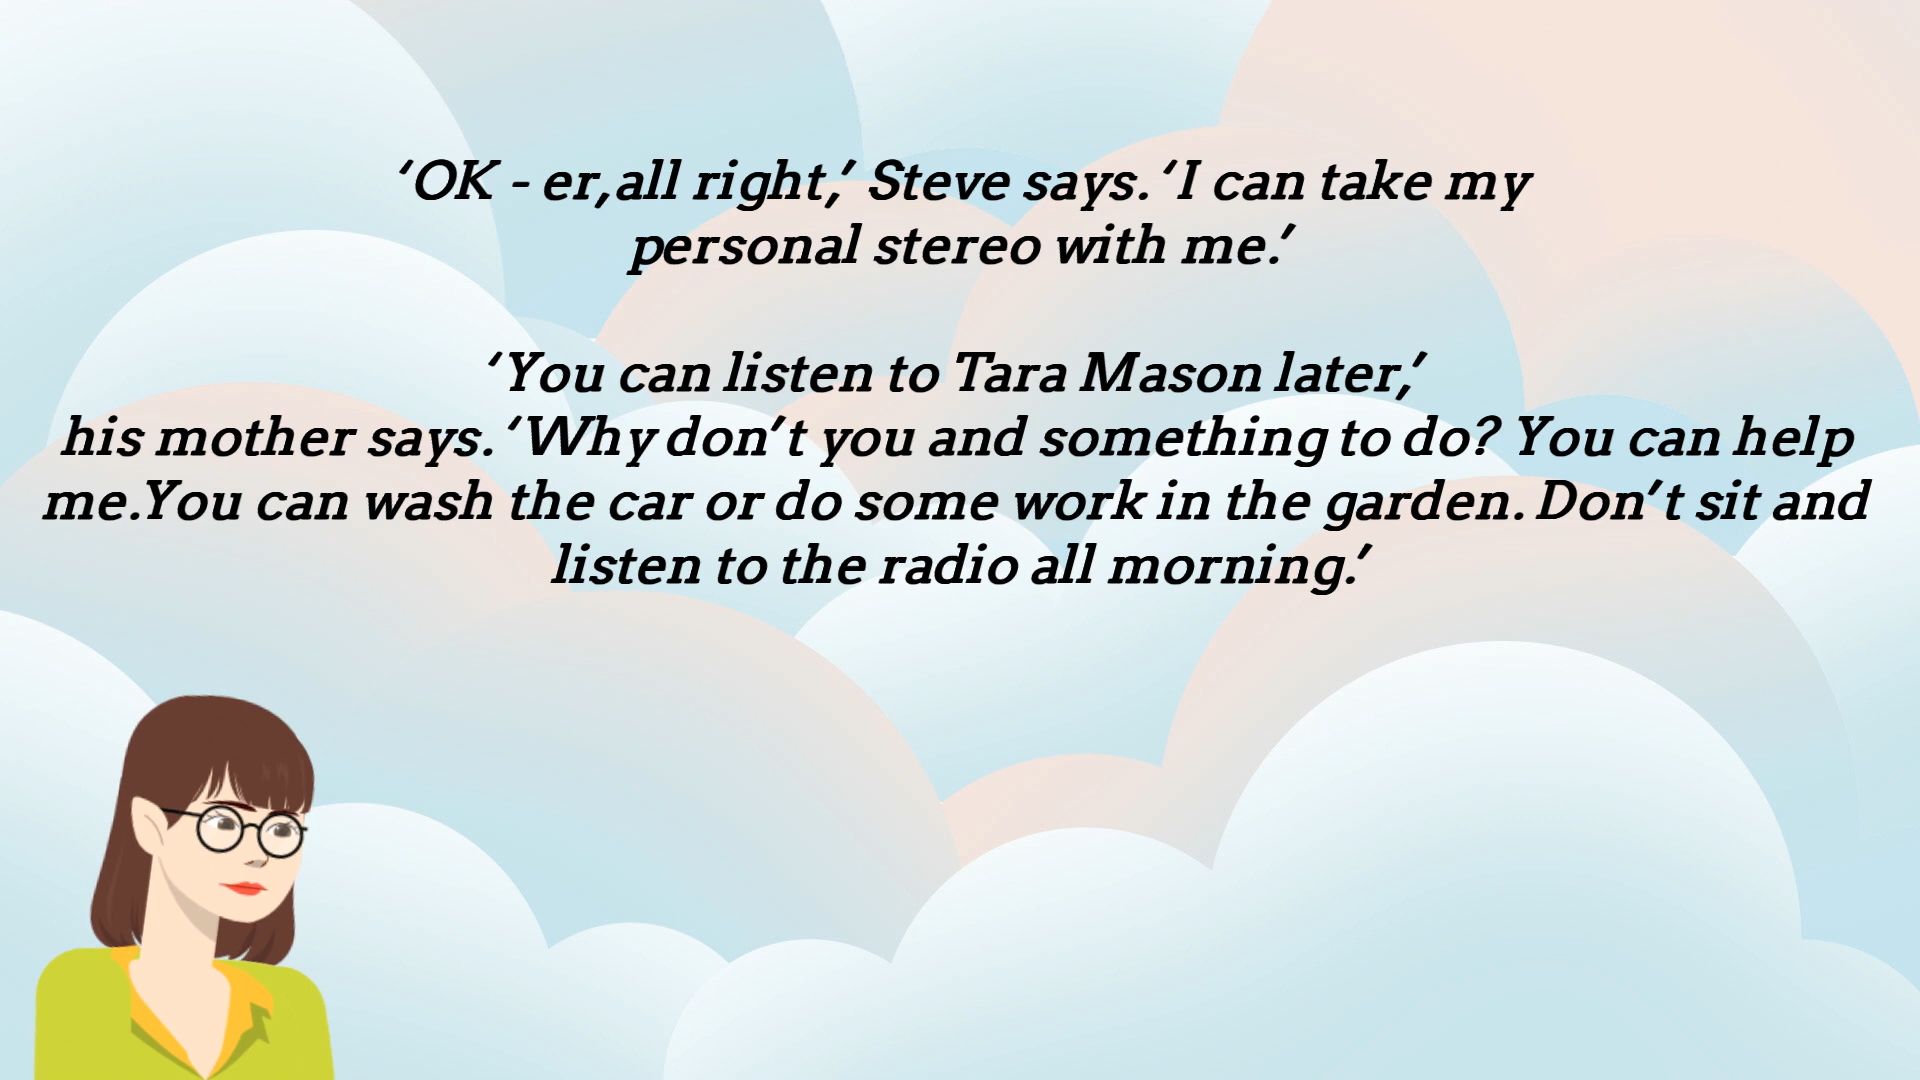 ‘OK - er,all right,’ Steve says. ‘I can take my
personal stereo with me.’
‘You can listen to Tara Mason later,’
his mother says. ‘Why don’t you and something to do? You can help
me.You can wash the car or do some work in the garden. Don’t sit and
listen to the radio all morning.’